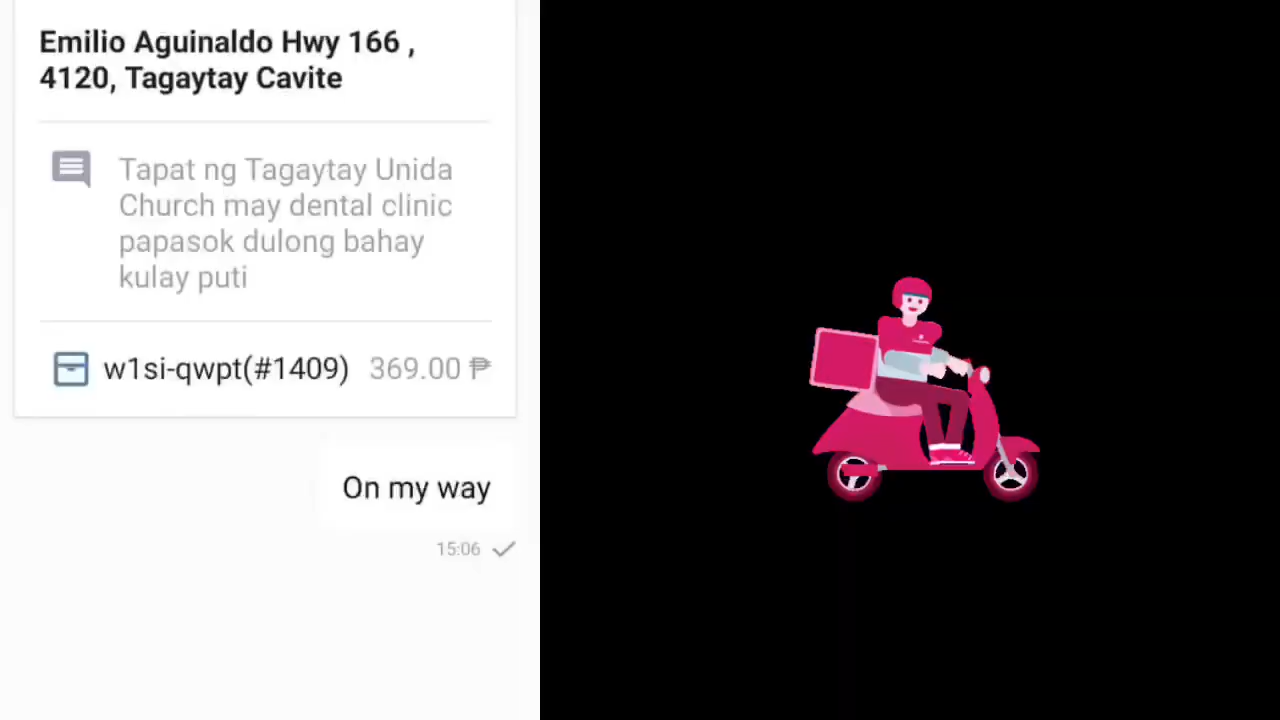 Emilio Aguinaldo Hwy 166 ,
4120, Tagaytay Cavite
Tapat ng Tagaytay Unida
Church may dental clinic
papasok dulong bahay
kulay puti
w1si-qwpt(#1409) 369.00 ₱
On my way
15:06